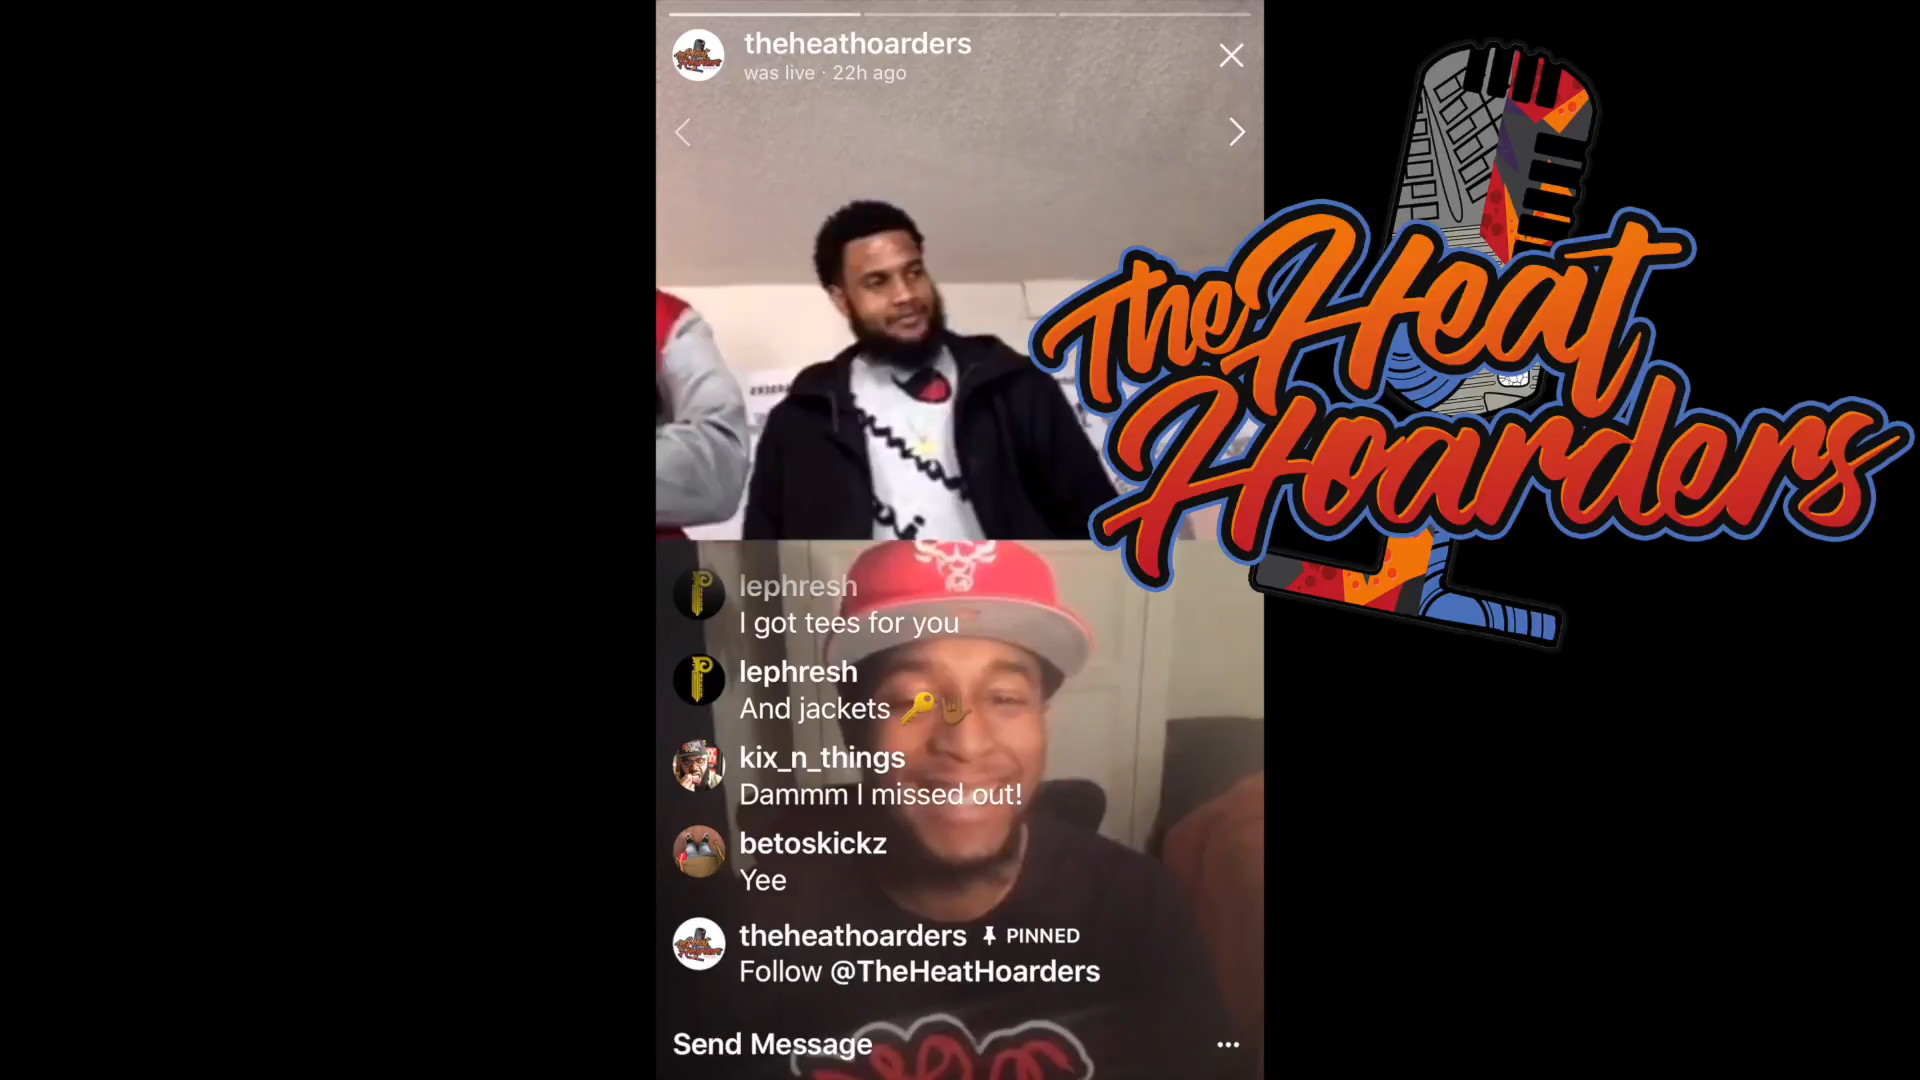 theheathoarders
was live · 22h ago
The Heat
Hoarders
lephresh
I got tees for you
lephresh
And jackets 🔑🤙🏾
kix_n_things
Dammm I missed out!
betoskickz
Yee
theheathoarders PINNED
Follow @TheHeatHoarders
Send Message